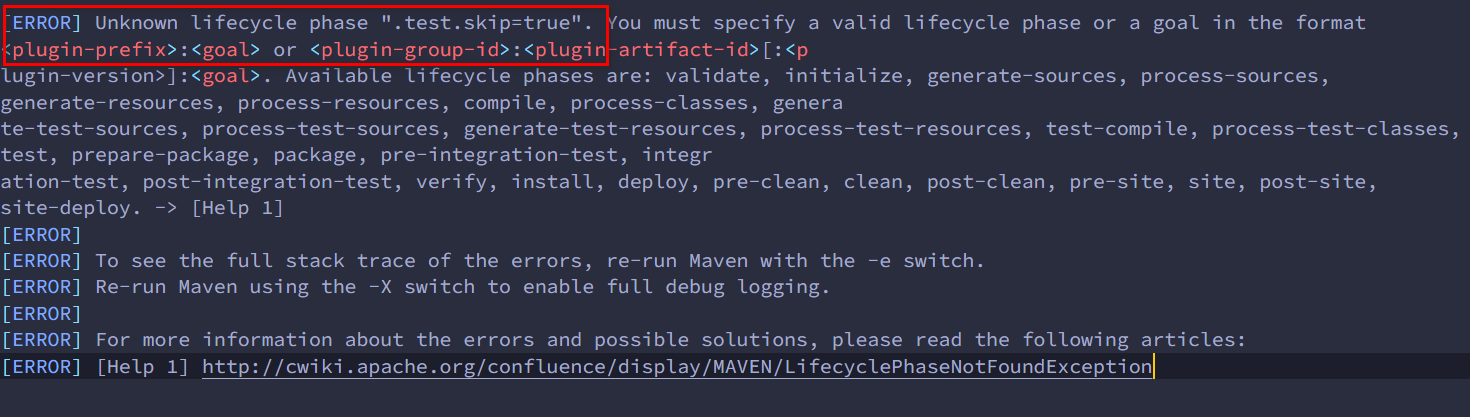 [ERROR] Unknown lifecycle phase ".test.skip=true". You must specify a valid lifecycle phase or a goal in the format
<plugin-prefix>:<goal> or <plugin-group-id>:<plugin-artifact-id>[:<p
lugin-version>]:<goal>. Available lifecycle phases are: validate, initialize, generate-sources, process-sources,
generate-resources, process-resources, compile, process-classes, genera
te-test-sources, process-test-sources, generate-test-resources, process-test-resources, test-compile, process-test-classes,
test, prepare-package, package, pre-integration-test, integr
ation-test, post-integration-test, verify, install, deploy, pre-clean, clean, post-clean, pre-site, site, post-site,
site-deploy. -> [Help 1]
[ERROR]
[ERROR] To see the full stack trace of the errors, re-run Maven with the -e switch.
[ERROR] Re-run Maven using the -X switch to enable full debug logging.
[ERROR]
[ERROR] For more information about the errors and possible solutions, please read the following articles:
[ERROR] [Help 1] http://cwiki.apache.org/confluence/display/MAVEN/LifecyclePhaseNotFoundException